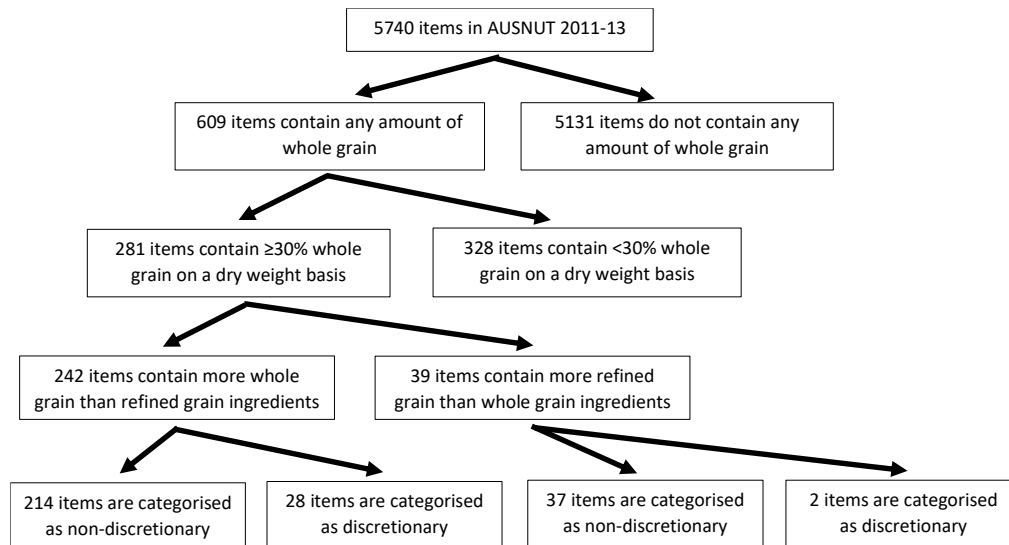 5740 items in AUSNUT 2011-13
609 items contain any amount of
whole grain
5131 items do not contain any
amount of whole grain
281 items contain ≥30% whole
grain on a dry weight basis
328 items contain <30% whole
grain on a dry weight basis
242 items contain more whole
grain than refined grain ingredients
39 items contain more refined
grain than whole grain ingredients
214 items are categorised
as non-discretionary
28 items are categorised
as discretionary
37 items are categorised
as non-discretionary
2 items are categorised
as discretionary